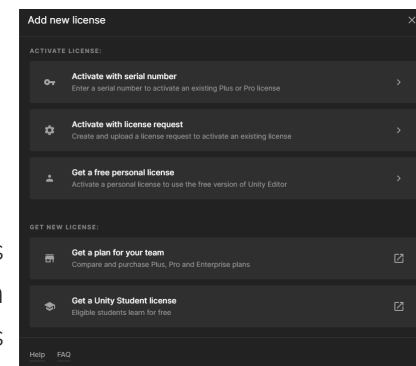 Add new license
ACTIVATE LICENSE:
Activate with serial number
Enter a serial number to activate an existing Plus or Pro license
Activate with license request
Create and upload a license request to activate an existing license
Get a free personal license
Activate a personal license to use the free version of Unity Editor
GET NEW LICENSE:
Get a plan for your team
Compare and purchase Plus, Pro and Enterprise plans
Get a Unity Student license
Eligible students learn for free
Help FAQ